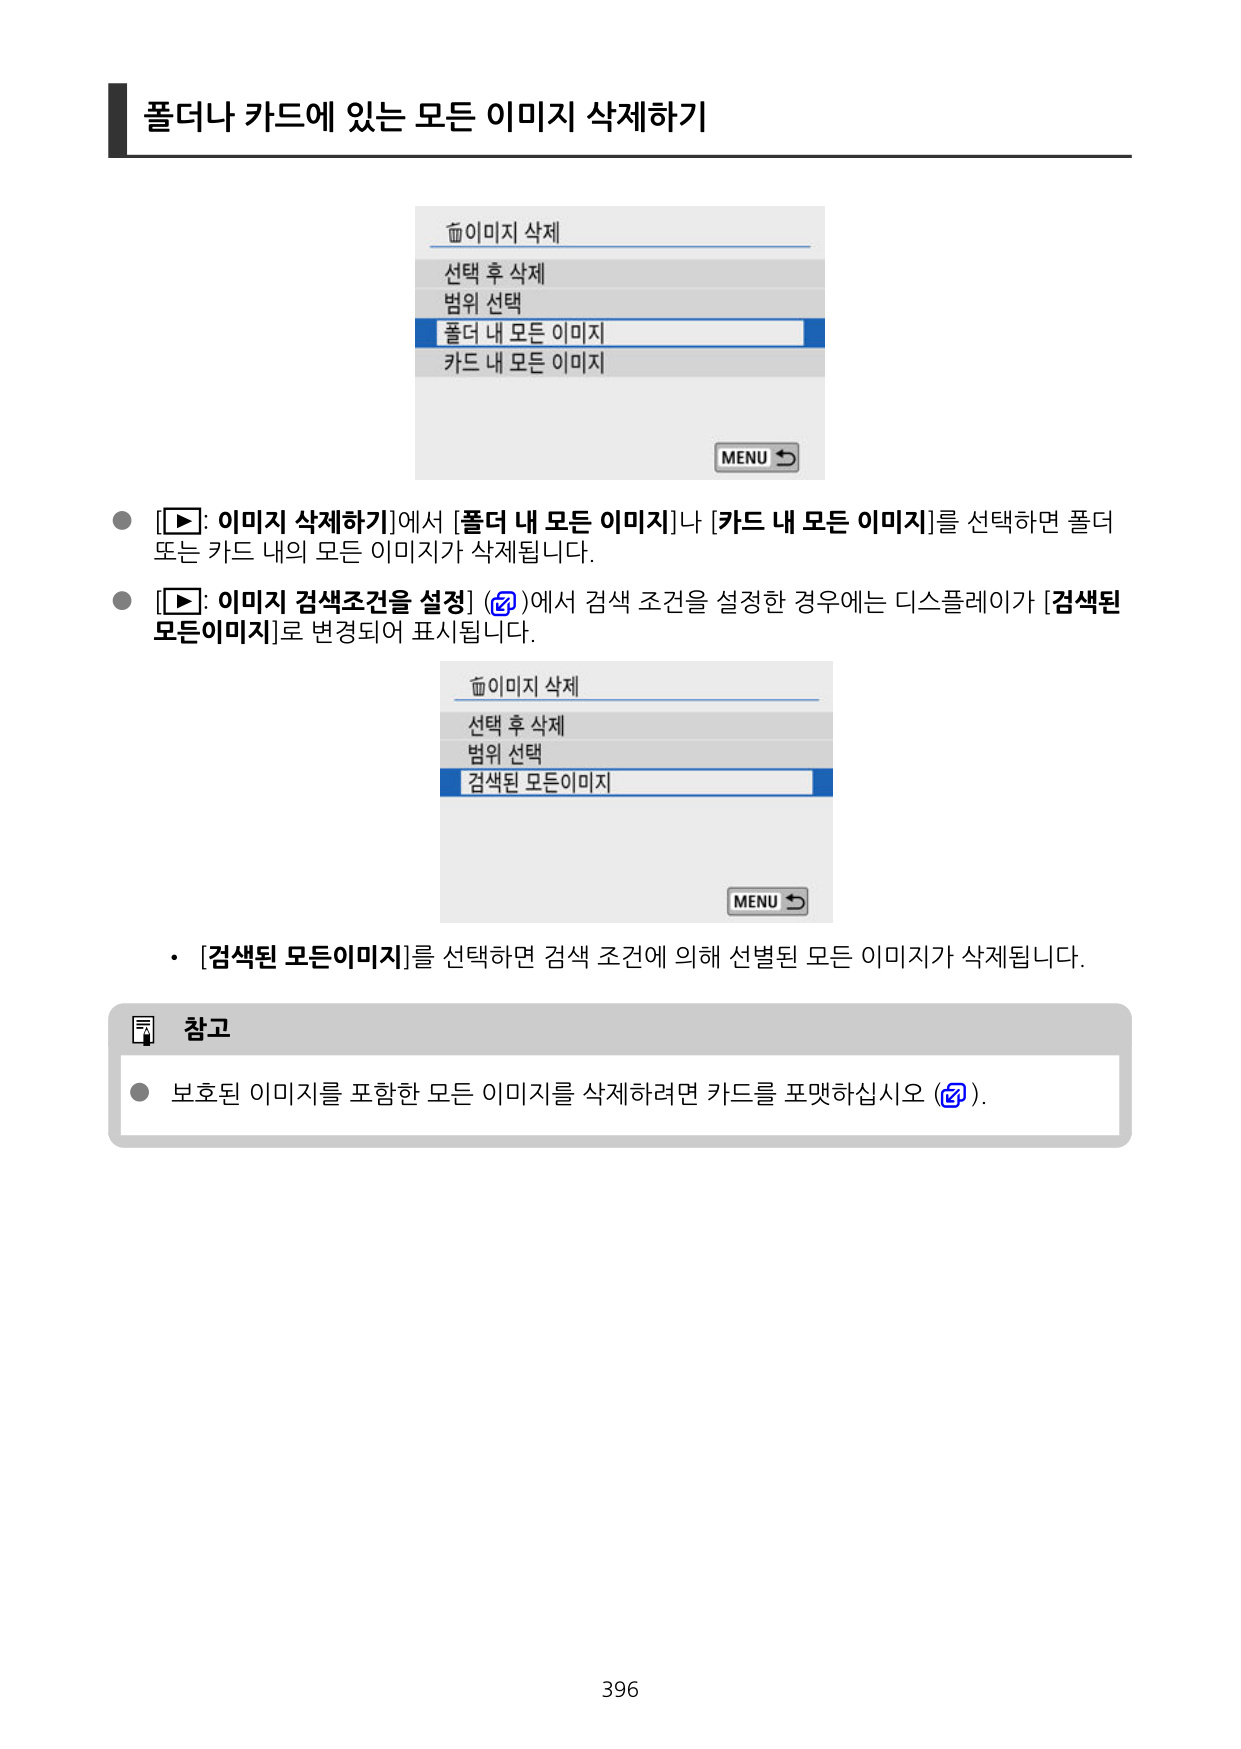 폴더나 카드에 있는 모든 이미지 삭제하기
이미지 삭제
선택 후 삭제
범위 선택
폴더 내 모든 이미지
카드 내 모든 이미지
MENU
● [▶: 이미지 삭제하기]에서 [폴더 내 모든 이미지]나 [카드 내 모든 이미지]를 선택하면 폴더
또는 카드 내의 모든 이미지가 삭제됩니다.
● [▶: 이미지 검색조건을 설정] ( )에서 검색 조건을 설정한 경우에는 디스플레이가 [검색된
모든이미지]로 변경되어 표시됩니다.
이미지 삭제
선택 후 삭제
범위 선택
검색된 모든이미지
MENU
• [검색된 모든이미지]를 선택하면 검색 조건에 의해 선별된 모든 이미지가 삭제됩니다.
참고
● 보호된 이미지를 포함한 모든 이미지를 삭제하려면 카드를 포맷하십시오 ( ).
396